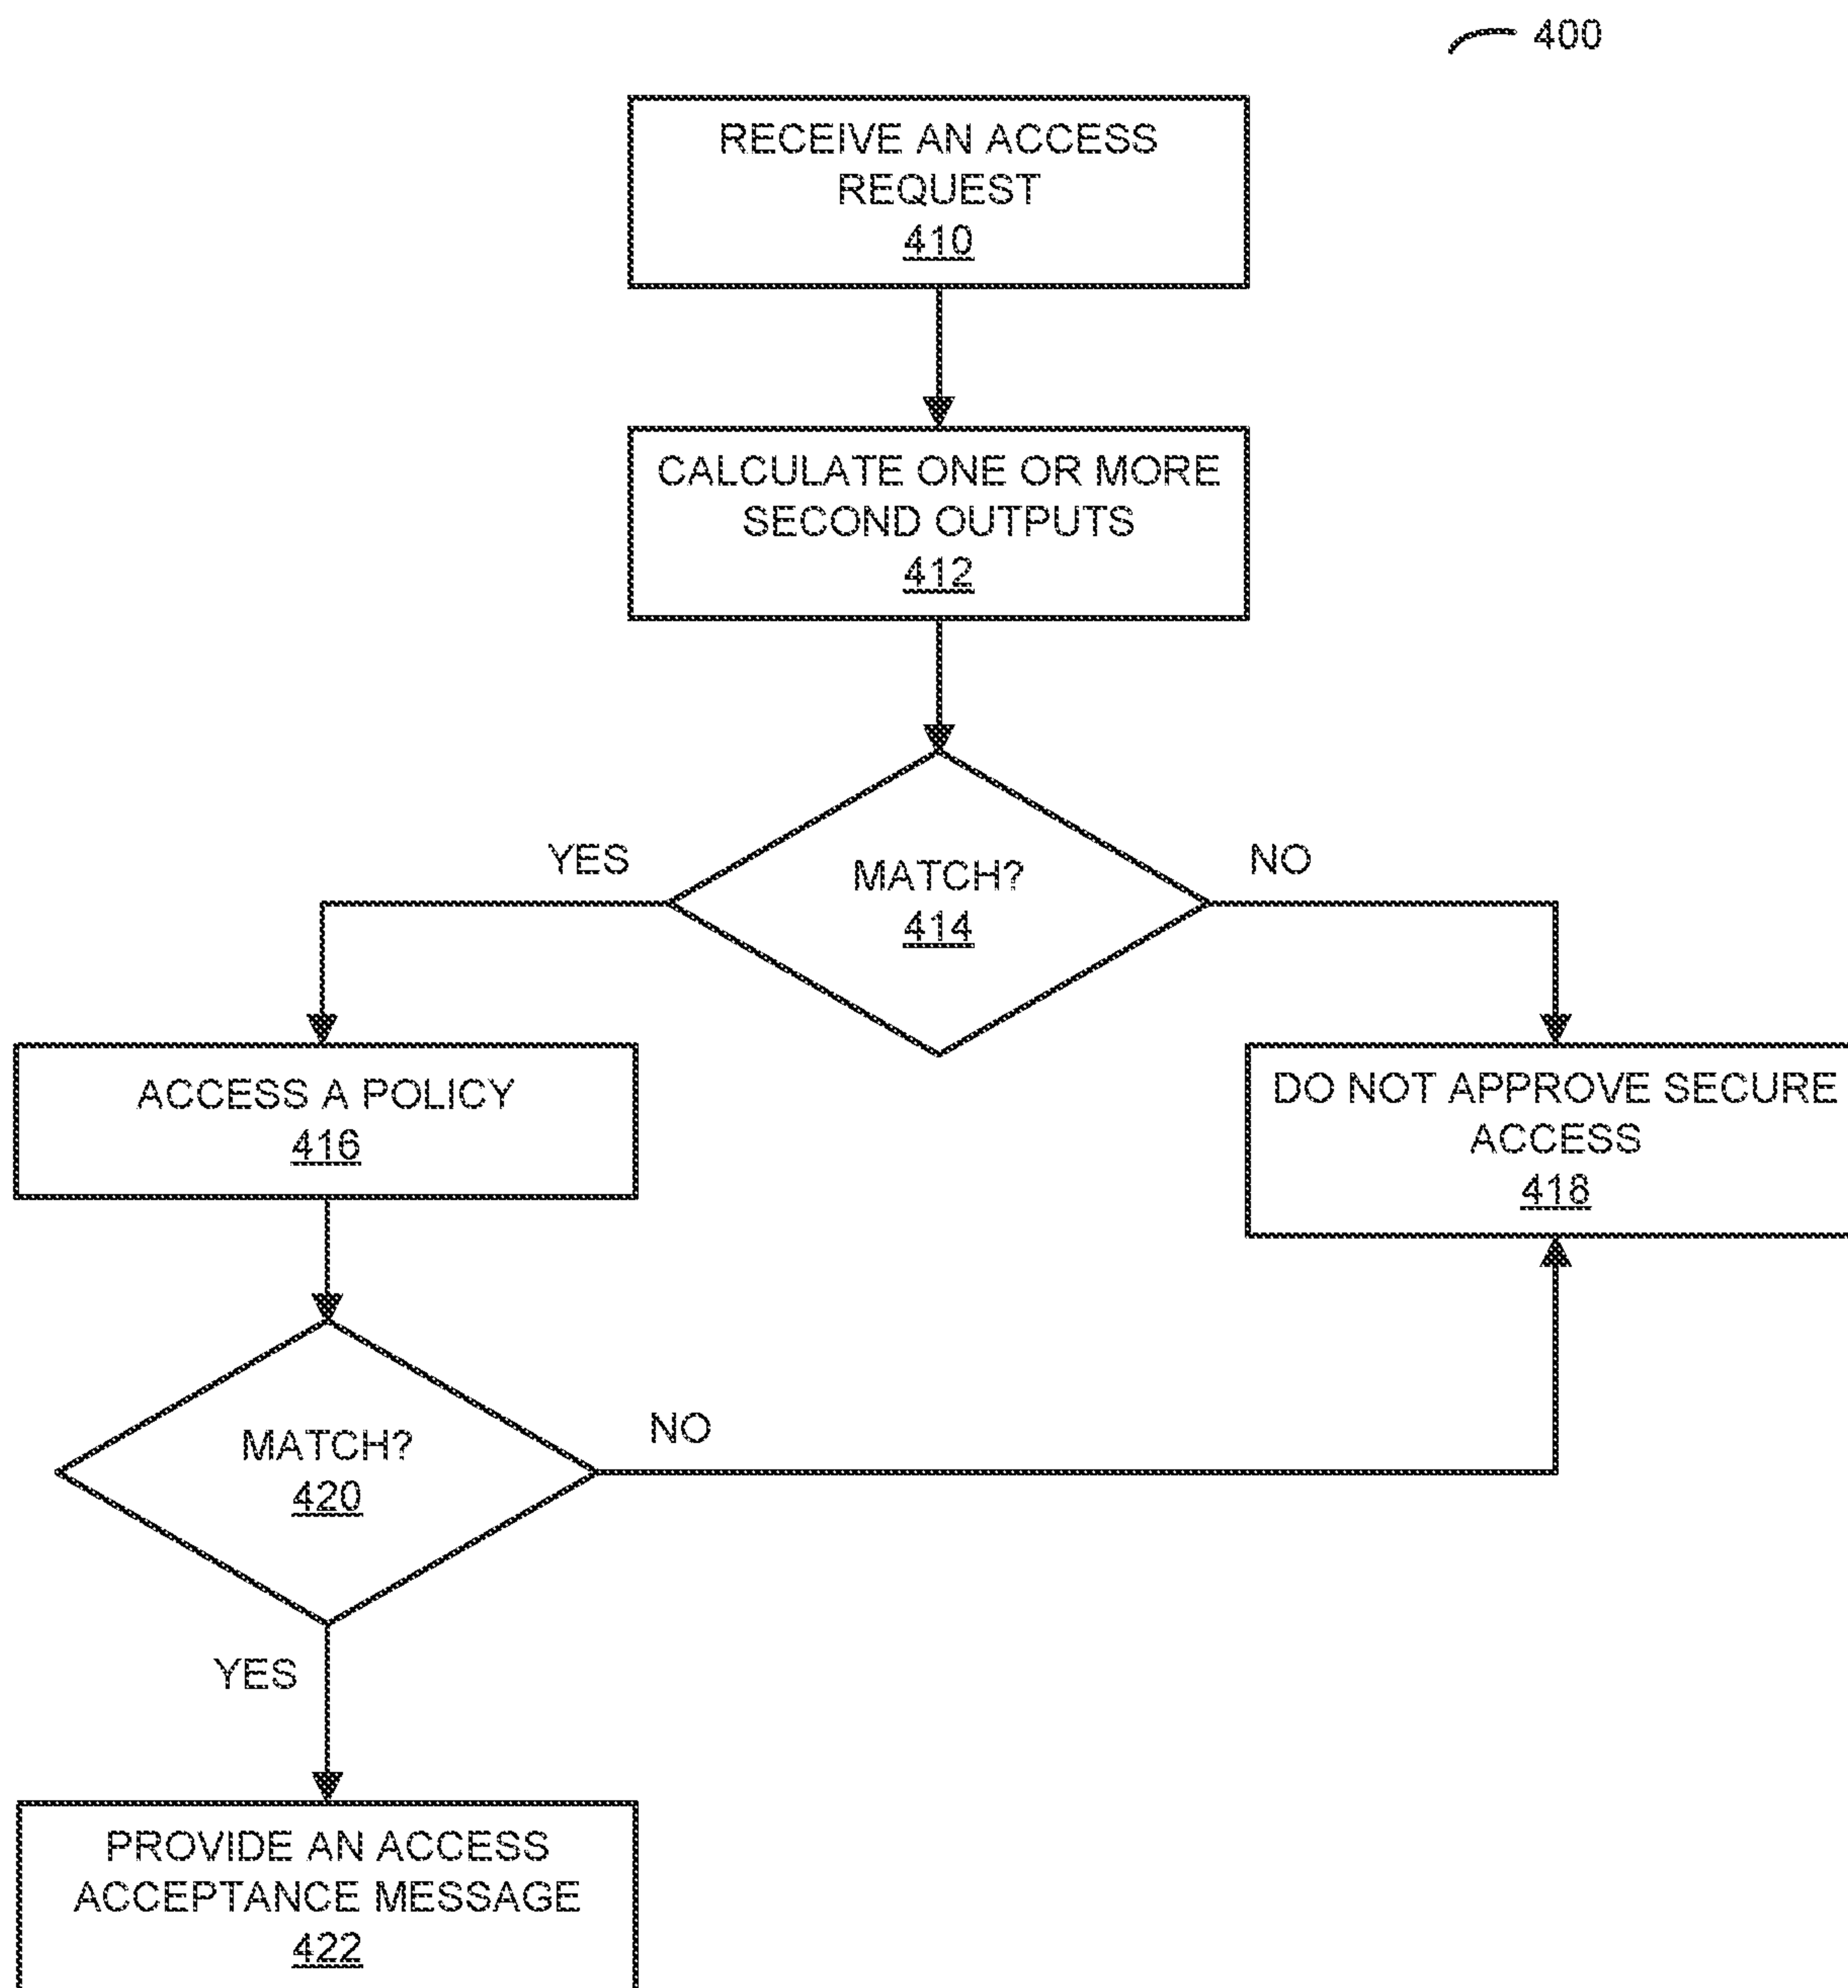 400
RECEIVE AN ACCESS
REQUEST
410
CALCULATE ONE OR MORE
SECOND OUTPUTS
412
YES
NO
MATCH?
414
ACCESS A POLICY
416
DO NOT APPROVE SECURE
ACCESS
418
MATCH?
420
NO
YES
PROVIDE AN ACCESS
ACCEPTANCE MESSAGE
422